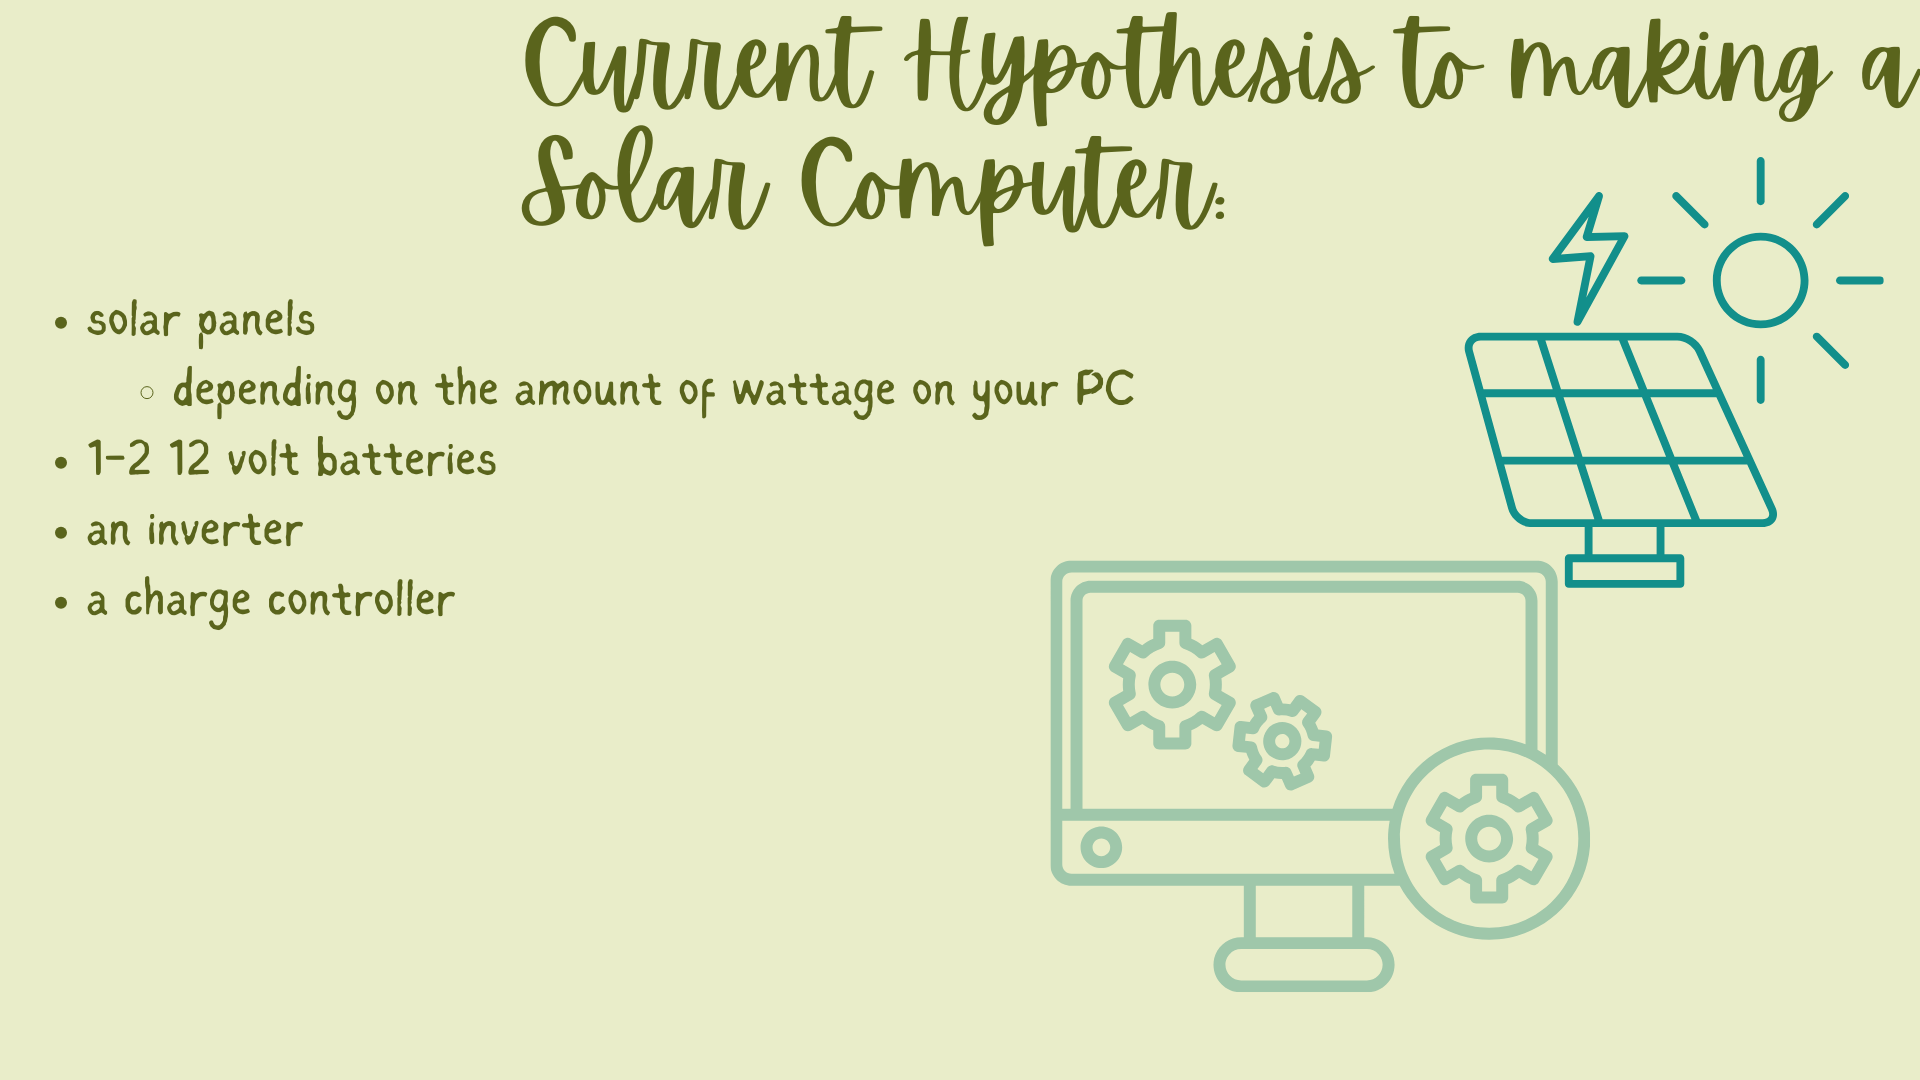 Current Hypothesis to making a
Solar Computer:
solar panels
depending on the amount of wattage on your PC
1-2 12 volt batteries
an inverter
a charge controller